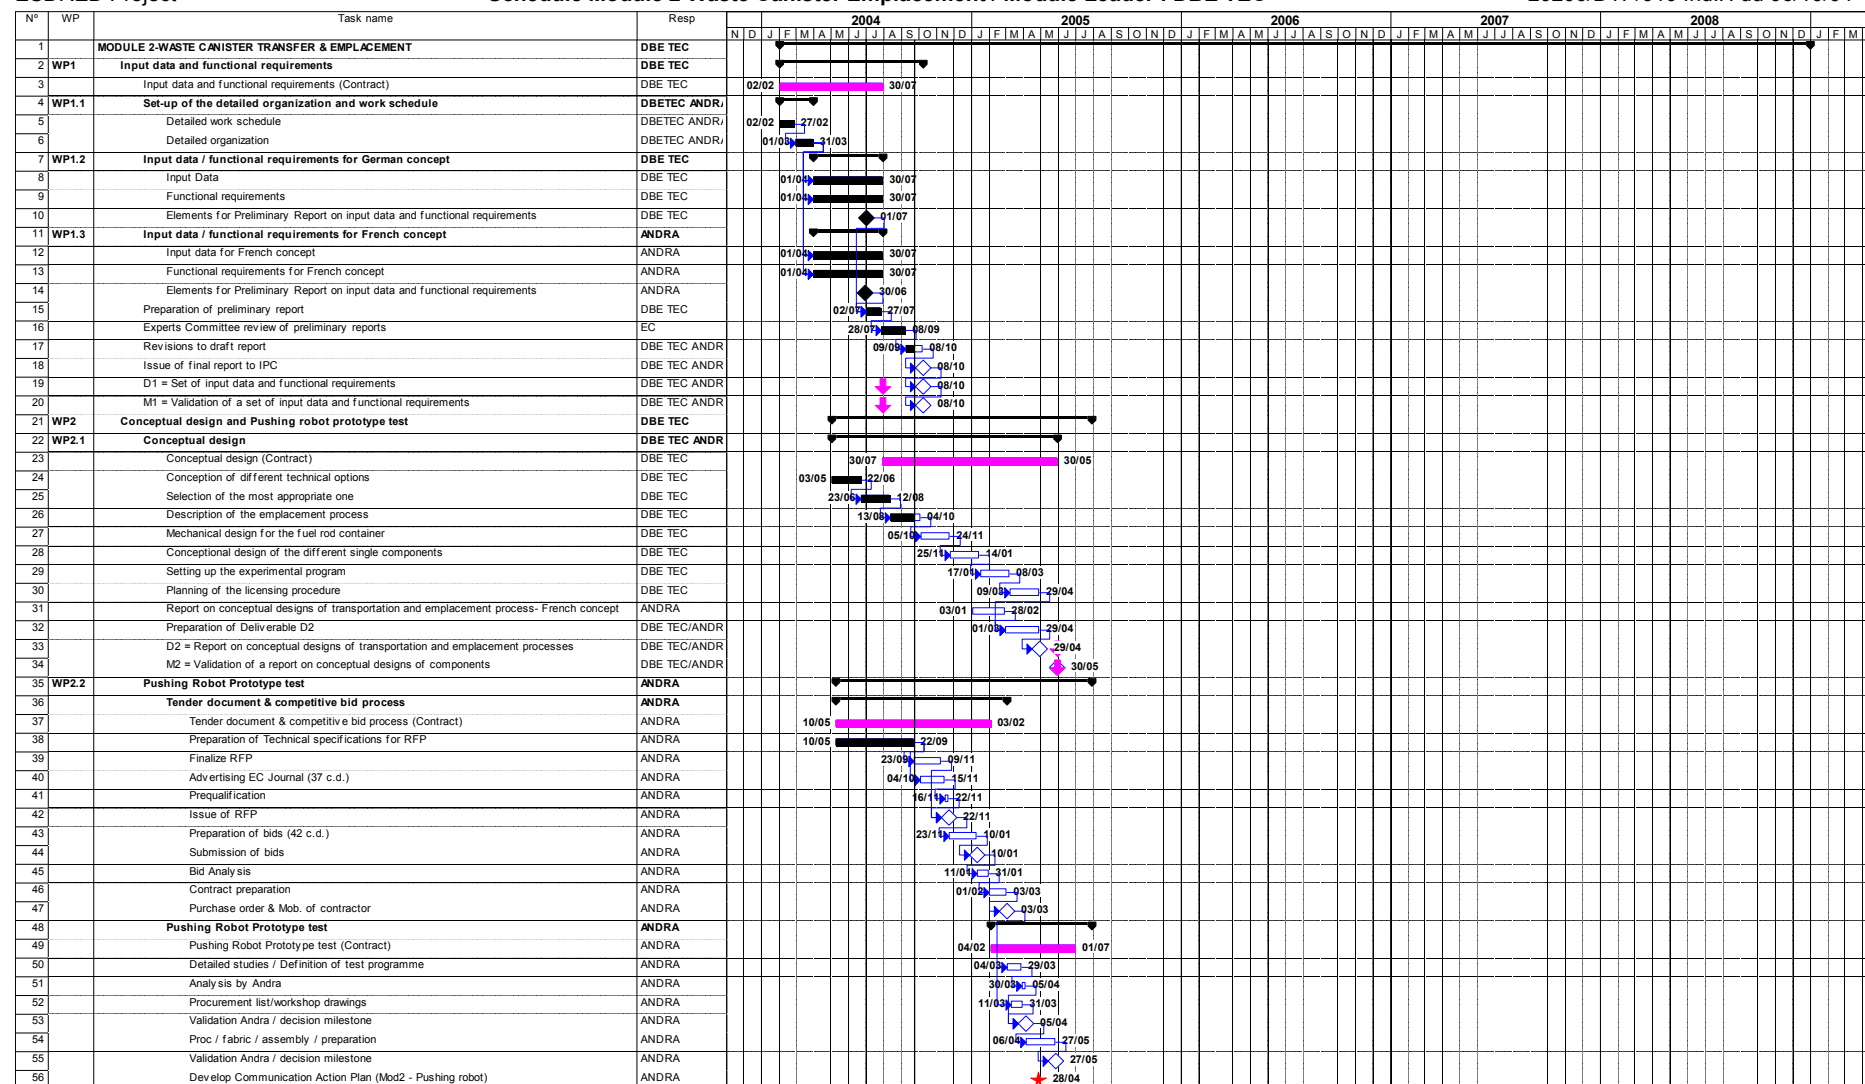 Schedule Module 2 Waste Canister Emplacement / Module Leader : DBE TEC
N° WP Task name Resp 2004 2005 2006 2007 2008
N D J F M A M J J A S O N D J F M A M J J A S O N D J F M A M J J A S O N D J F M A M J J A S O N D J F M A M J J A S O N D J F M
1 MODULE 2-WASTE CANISTER TRANSFER & EMPLACEMENT DBE TEC
2 WP1 Input data and functional requirements DBE TEC
3 Input data and functional requirements (Contract) DBE TEC 02/02 30/07
4 WP1.1 Set-up of the detailed organization and work schedule DBETEC ANDR
5 Detailed work schedule DBETEC ANDR 02/02 27/02
6 Detailed organization DBETEC ANDR 01/03 31/03
7 WP1.2 Input data / functional requirements for German concept DBE TEC
8 Input Data DBE TEC 01/04 30/07
9 Functional requirements DBE TEC 01/04 30/07
10 Elements for Preliminary Report on input data and functional requirements DBE TEC 01/07
11 WP1.3 Input data / functional requirements for French concept ANDRA
12 Input data for French concept ANDRA 01/04 30/07
13 Functional requirements for French concept ANDRA 01/04 30/07
14 Elements for Preliminary Report on input data and functional requirements ANDRA 30/06
15 Preparation of preliminary report DBE TEC 02/07 27/07
16 Experts Committee review of preliminary reports EC 28/07 08/09
17 Revisions to draft report DBE TEC ANDR 09/09 08/10
18 Issue of final report to IPC DBE TEC ANDR 08/10
19 D1 = Set of input data and functional requirements DBE TEC ANDR 08/10
20 M1 = Validation of a set of input data and functional requirements DBE TEC ANDR 08/10
21 WP2 Conceptual design and Pushing robot prototype test DBE TEC
22 WP2.1 Conceptual design DBE TEC ANDR
23 Conceptual design (Contract) DBE TEC 30/07 30/05
24 Conception of different technical options DBE TEC 03/05 22/06
25 Selection of the most appropriate one DBE TEC 23/06 12/08
26 Description of the emplacement process DBE TEC 13/08 04/10
27 Mechanical design for the fuel rod container DBE TEC 05/10 24/11
28 Conceptional design of the different single components DBE TEC 25/11 14/01
29 Setting up the experimental program DBE TEC 17/01 08/03
30 Planning of the licensing procedure DBE TEC 09/03 29/04
31 Report on conceptual designs of transportation and emplacement process- French concept ANDRA 03/01 28/02
32 Preparation of Deliverable D2 DBE TEC/ANDR 01/03 29/04
33 D2 = Report on conceptual designs of transportation and emplacement processes DBE TEC/ANDR 29/04
34 M2 = Validation of a report on conceptual designs of components DBE TEC/ANDR 30/05
35 WP2.2 Pushing Robot Prototype test ANDRA
36 Tender document & competitive bid process ANDRA
37 Tender document & competitive bid process (Contract) ANDRA 10/05 03/02
38 Preparation of Technical specifications for RFP ANDRA 10/05 22/09
39 Finalize RFP ANDRA 23/09 09/11
40 Advertising EC Journal (37 c.d.) ANDRA 04/10 15/11
41 Prequalification ANDRA 16/11 22/11
42 Issue of RFP ANDRA 22/11
43 Preparation of bids (42 c.d.) ANDRA 23/11 10/01
44 Submission of bids ANDRA 10/01
45 Bid Analysis ANDRA 11/01 31/01
46 Contract preparation ANDRA 01/02 03/03
47 Purchase order & Mob. of contractor ANDRA 03/03
48 Pushing Robot Prototype test ANDRA
49 Pushing Robot Prototype test (Contract) ANDRA 04/02 01/07
50 Detailed studies / Definition of test programme ANDRA 04/03 29/03
51 Analysis by Andra ANDRA 30/03 05/04
52 Procurement list/workshop drawings ANDRA 11/03 31/03
53 Validation Andra / decision milestone ANDRA 05/04
54 Proc / fabric / assembly / preparation ANDRA 06/04 27/05
55 Validation Andra / decision milestone ANDRA 27/05
56 Develop Communication Action Plan (Mod2 - Pushing robot) ANDRA 28/04